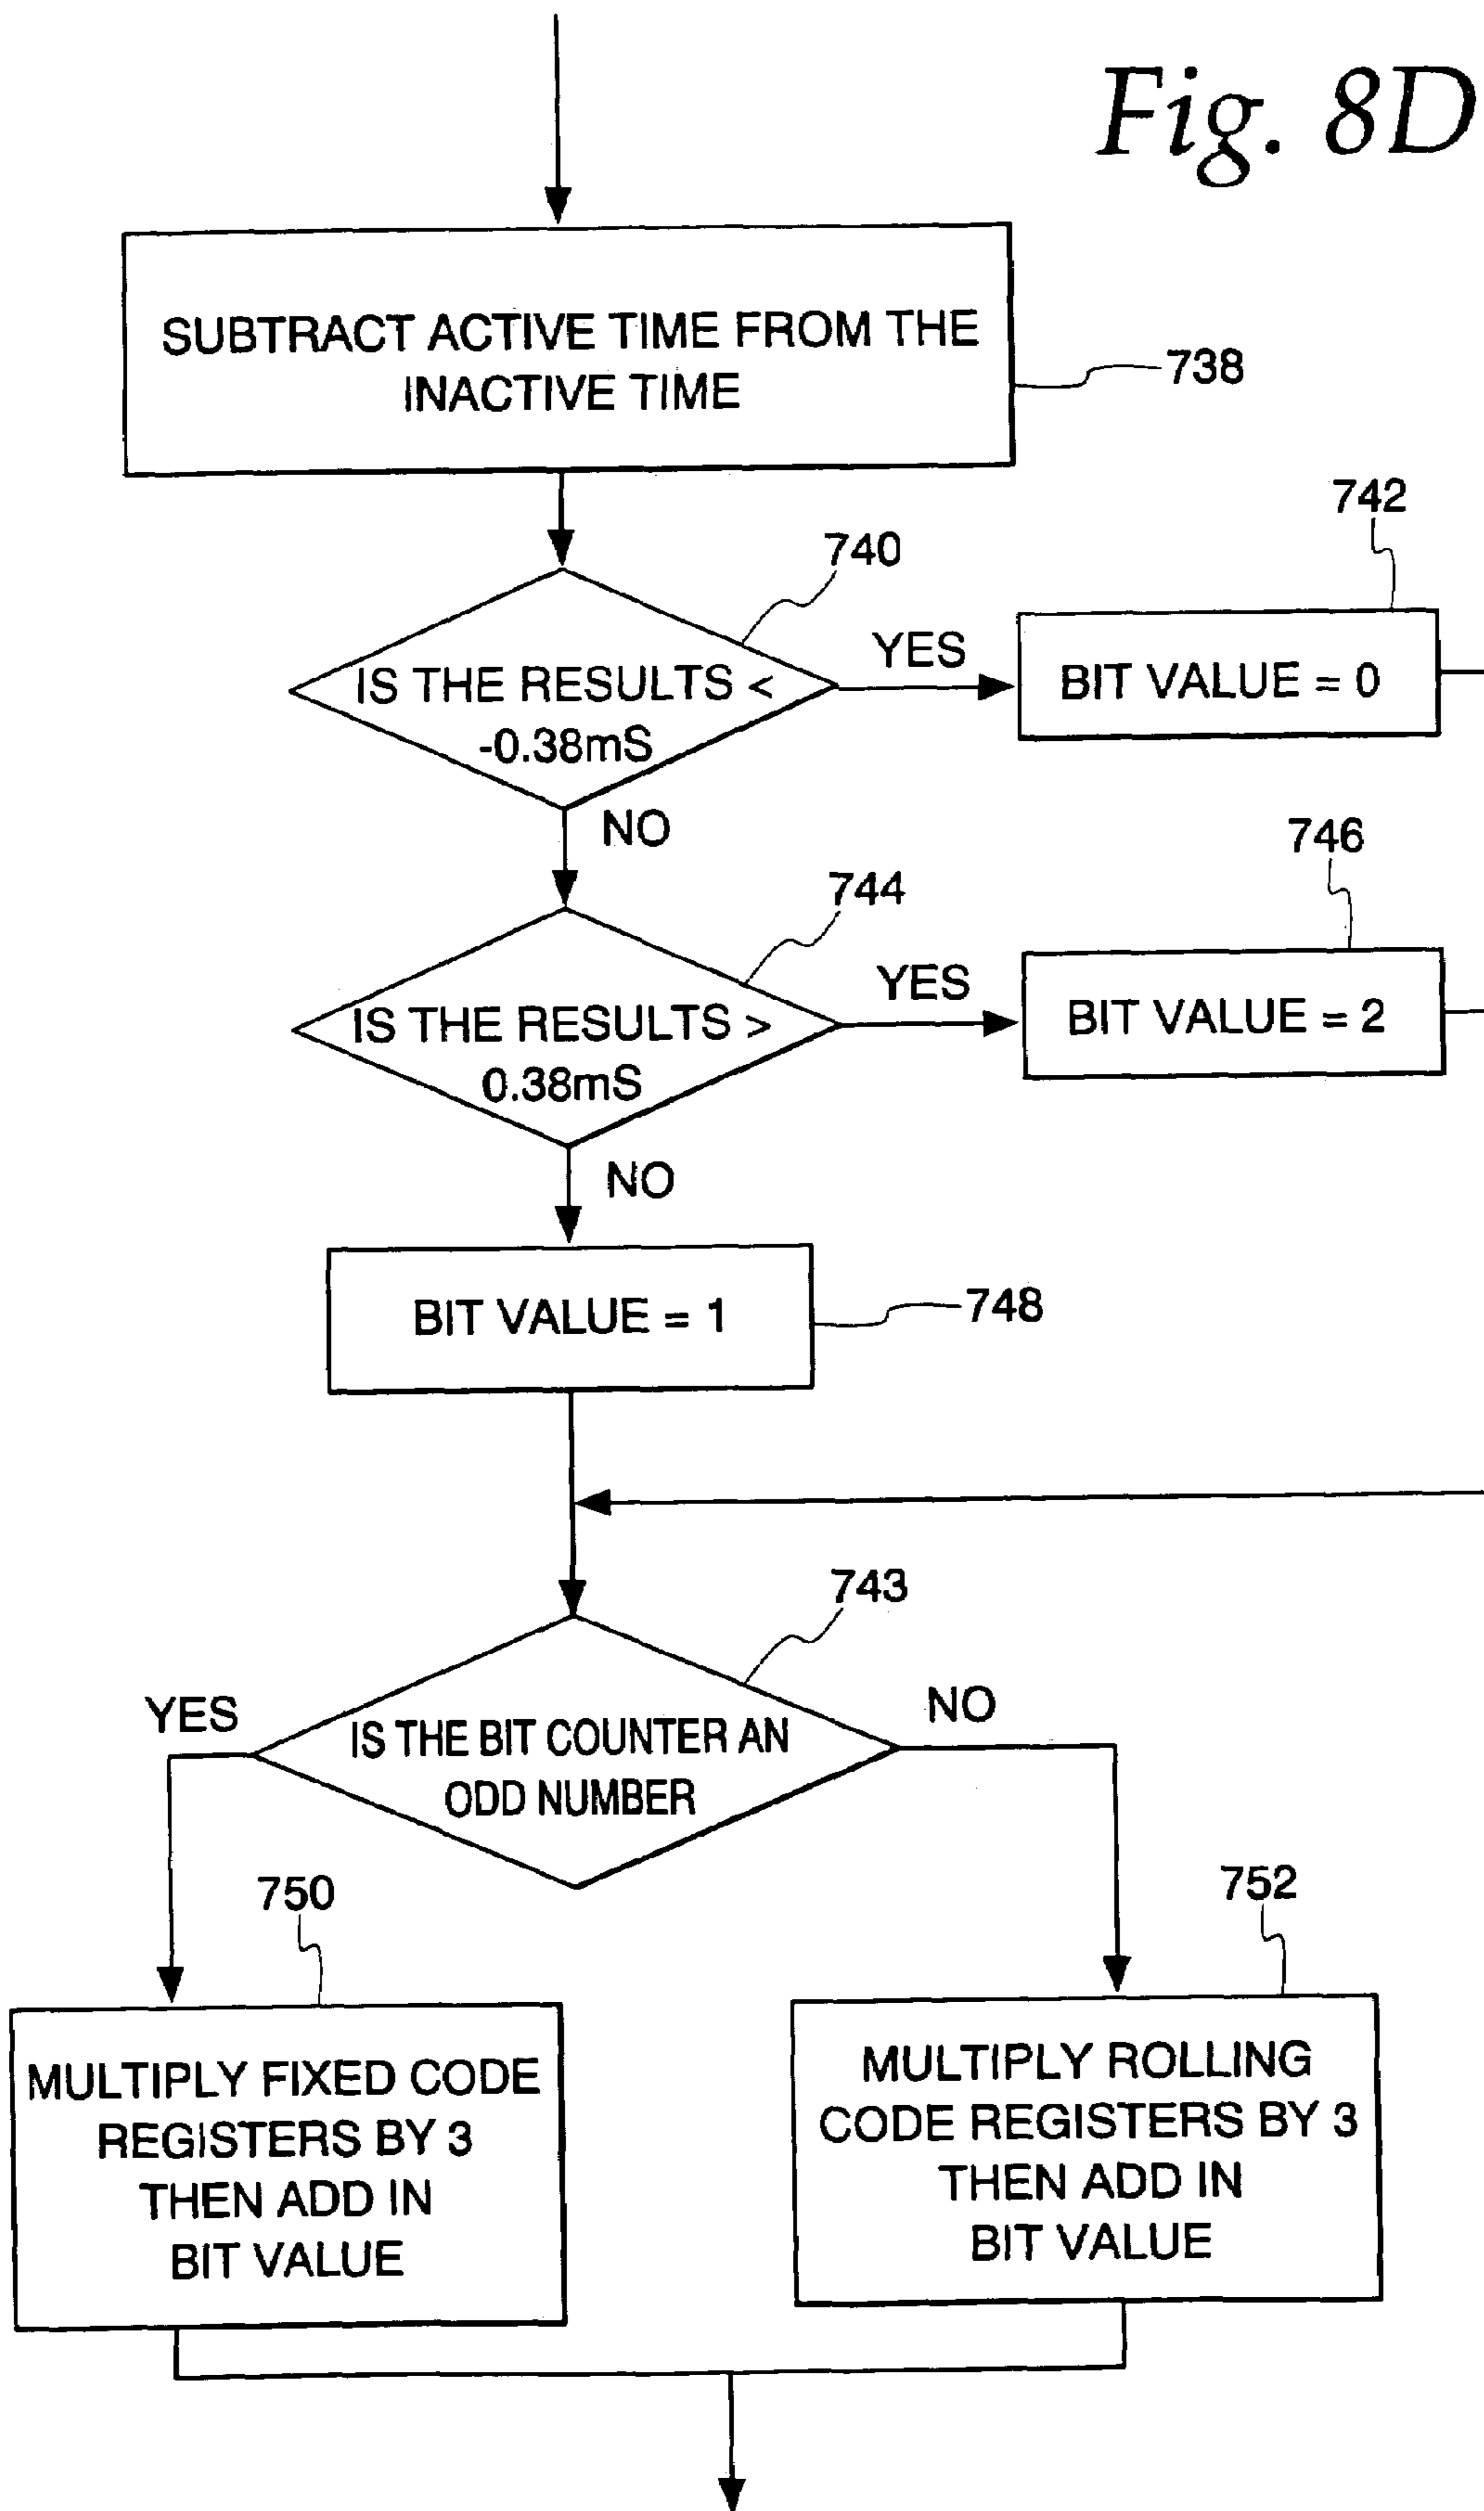 Fig. 8D
SUBTRACT ACTIVE TIME FROM THE
INACTIVE TIME
738
740
742
IS THE RESULTS <
-0.38mS
YES
BIT VALUE = 0
NO
744
746
IS THE RESULTS >
0.38mS
YES
BIT VALUE = 2
NO
BIT VALUE = 1
748
743
YES
IS THE BIT COUNTER AN
ODD NUMBER
NO
750
752
MULTIPLY FIXED CODE
REGISTERS BY 3
THEN ADD IN
BIT VALUE
MULTIPLY ROLLING
CODE REGISTERS BY 3
THEN ADD IN
BIT VALUE